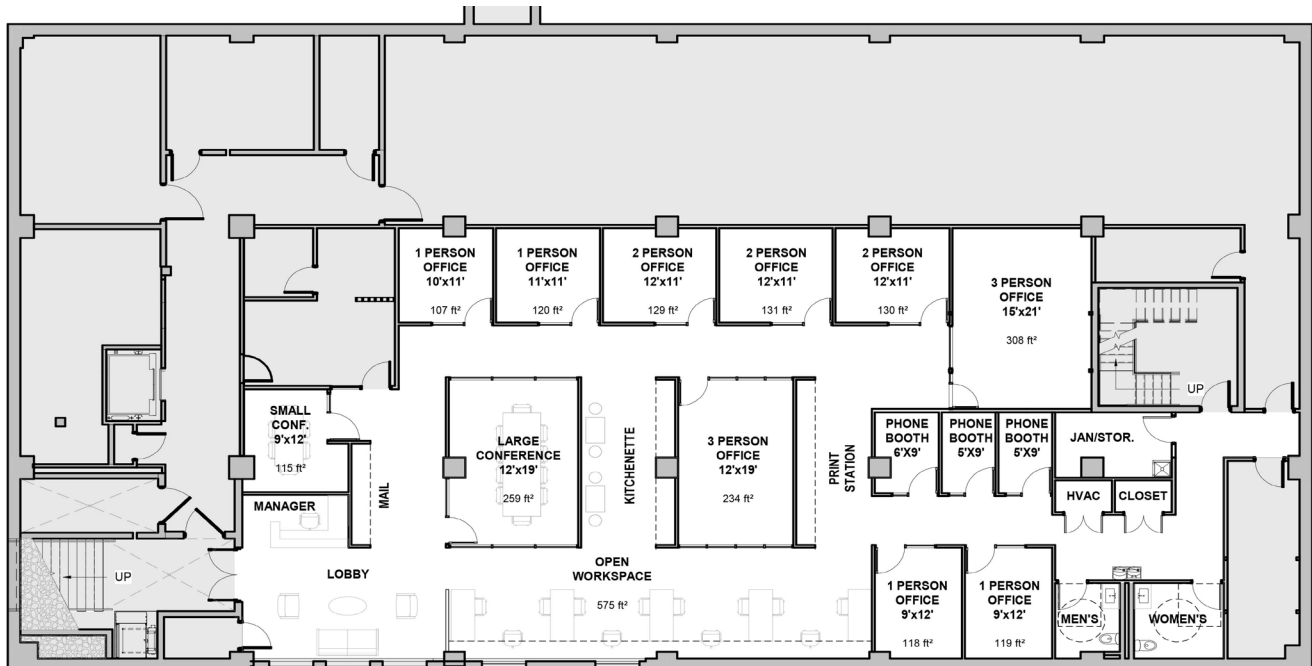 1 PERSON
OFFICE
10'x11'
107 ft²
1 PERSON
OFFICE
11'x11'
120 ft²
2 PERSON
OFFICE
12'x11'
129 ft²
2 PERSON
OFFICE
12'x11'
131 ft²
2 PERSON
OFFICE
12'x11'
130 ft²
3 PERSON
OFFICE
15'x21'
308 ft²
UP
SMALL
CONF.
9'x12'
115 ft²
MAIL
LARGE
CONFERENCE
12'x19'
259 ft²
KITCHENETTE
3 PERSON
OFFICE
12'x19'
234 ft²
PRINT
STATION
PHONE
BOOTH
6'X9'
PHONE
BOOTH
5'X9'
PHONE
BOOTH
5'X9'
JAN/STOR.
HVAC
CLOSET
MANAGER
UP
LOBBY
OPEN
WORKSPACE
575 ft²
1 PERSON
OFFICE
9'x12'
118 ft²
1 PERSON
OFFICE
9'x12'
119 ft²
MEN'S
WOMEN'S